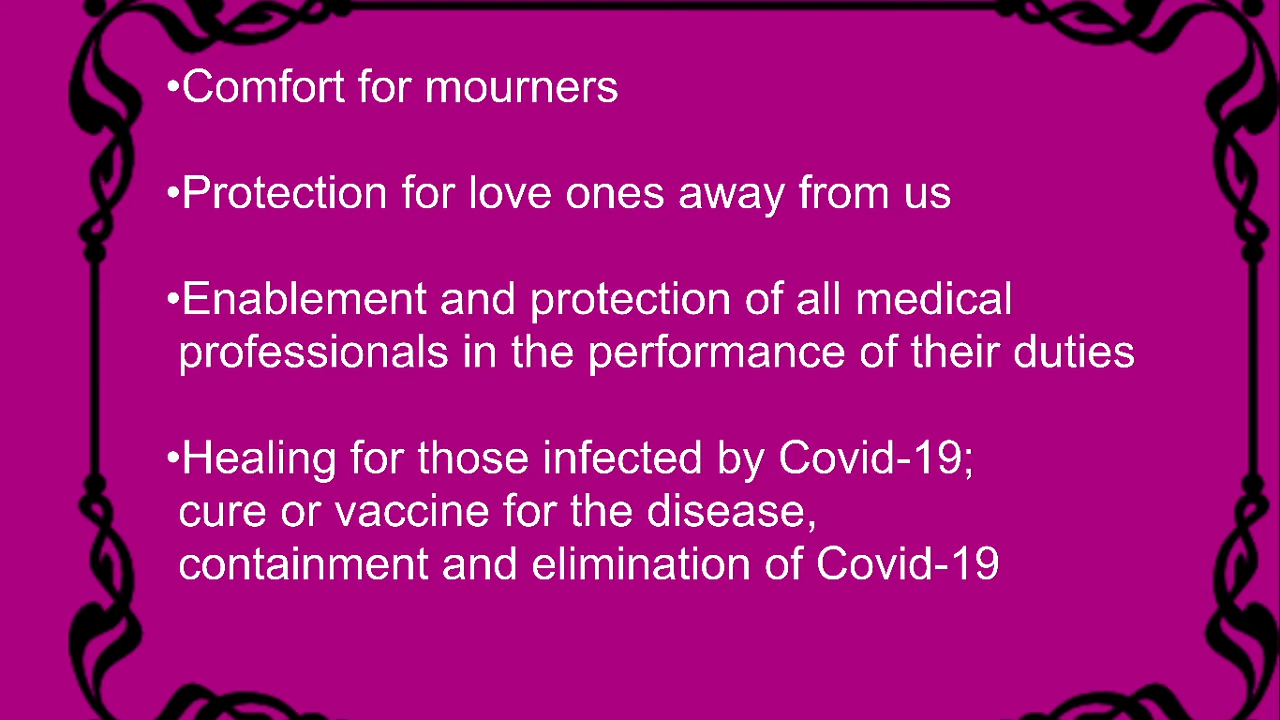 •Comfort for mourners
•Protection for love ones away from us
•Enablement and protection of all medical
professionals in the performance of their duties
•Healing for those infected by Covid-19;
cure or vaccine for the disease,
containment and elimination of Covid-19